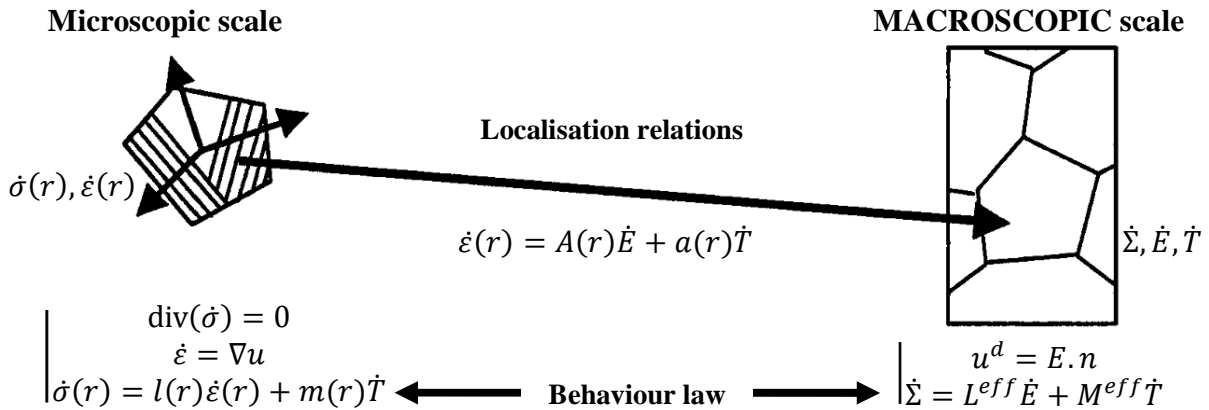 Microscopic scale
MACROSCOPIC scale
Localisation relations
σ̇(r), ε̇(r)
ε̇(r) = A(r)Ė + a(r)Ṫ
Σ̇, Ė, Ṫ
div(σ̇) = 0
ε̇ = ∇u
σ̇(r) = l(r)ε̇(r) + m(r)Ṫ
Behaviour law
u^d = E.n
Σ̇ = L^{eff}Ė + M^{eff}Ṫ